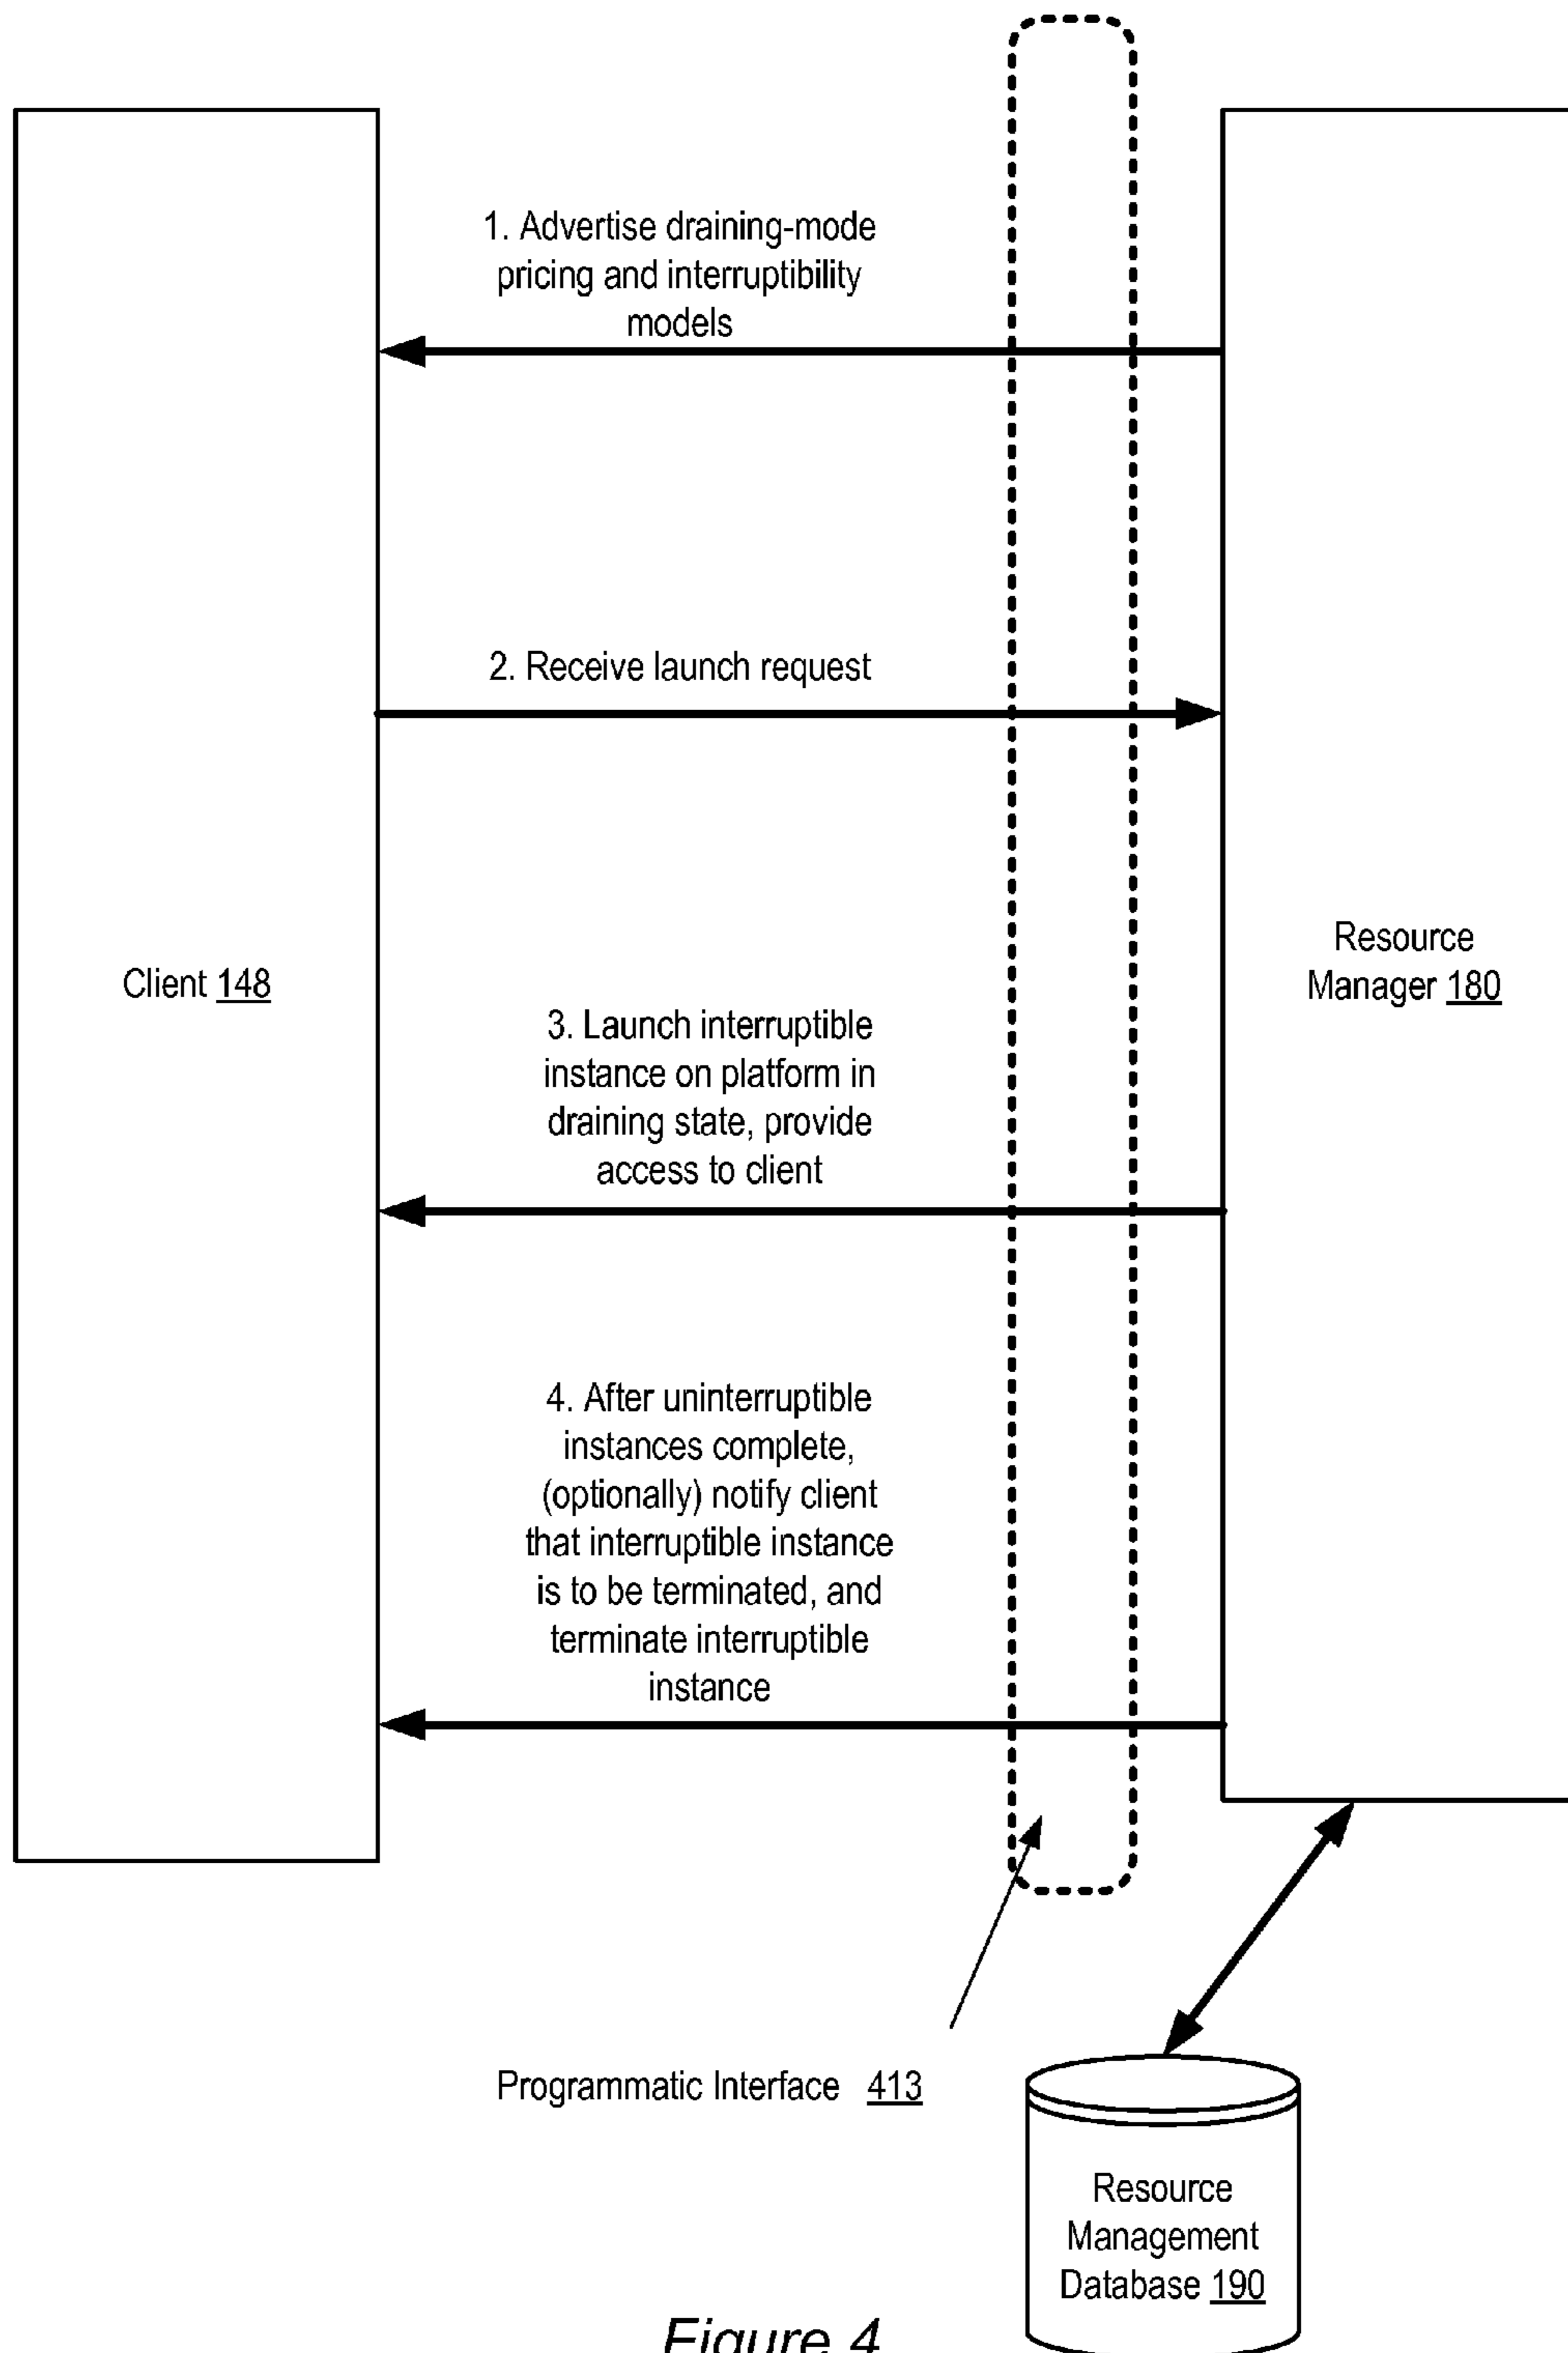 1. Advertise draining-mode
pricing and interruptibility
models
2. Receive launch request
Client 148
Resource
Manager 180
3. Launch interruptible
instance on platform in
draining state, provide
access to client
4. After uninterruptible
instances complete,
(optionally) notify client
that interruptible instance
is to be terminated, and
terminate interruptible
instance
Programmatic Interface 413
Resource
Management
Database 190
Figure 4